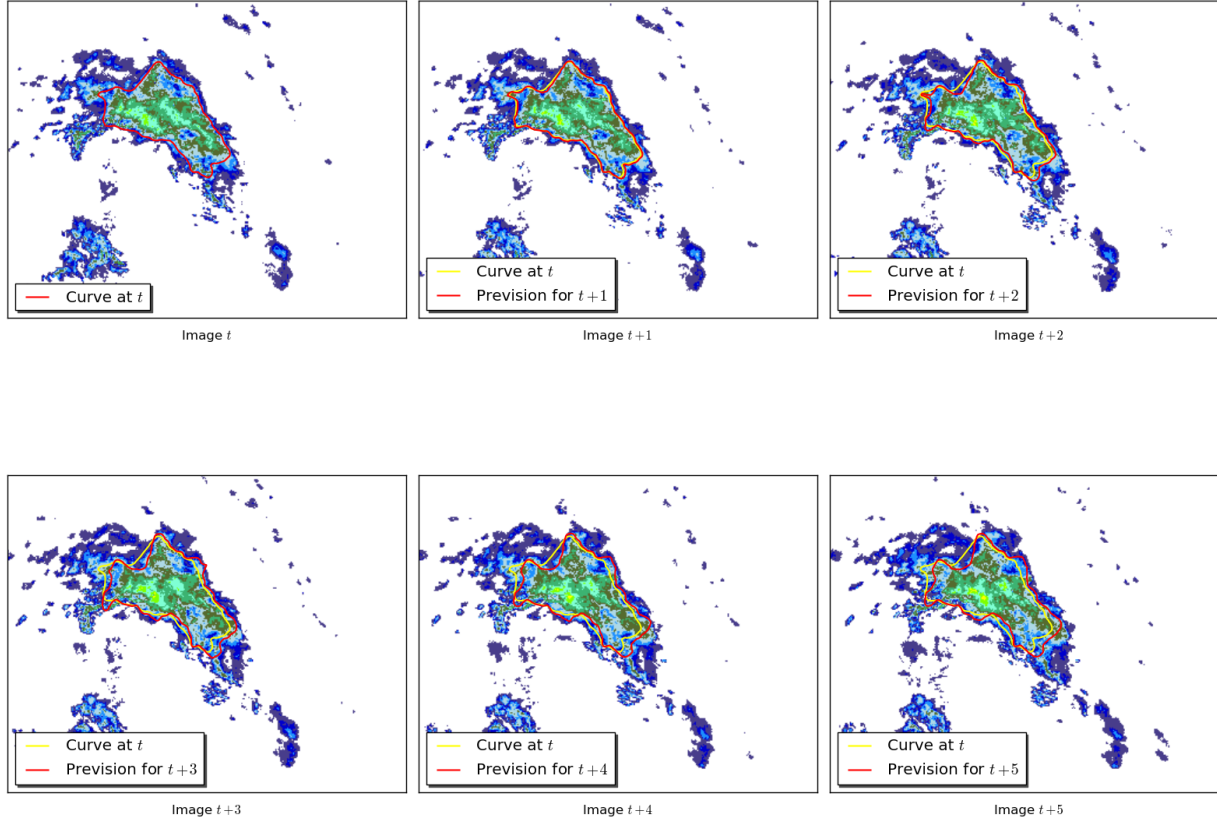 Curve at t
Image t
Curve at t
Prevision for t+1
Image t+1
Curve at t
Prevision for t+2
Image t+2
Curve at t
Prevision for t+3
Image t+3
Curve at t
Prevision for t+4
Image t+4
Curve at t
Prevision for t+5
Image t+5